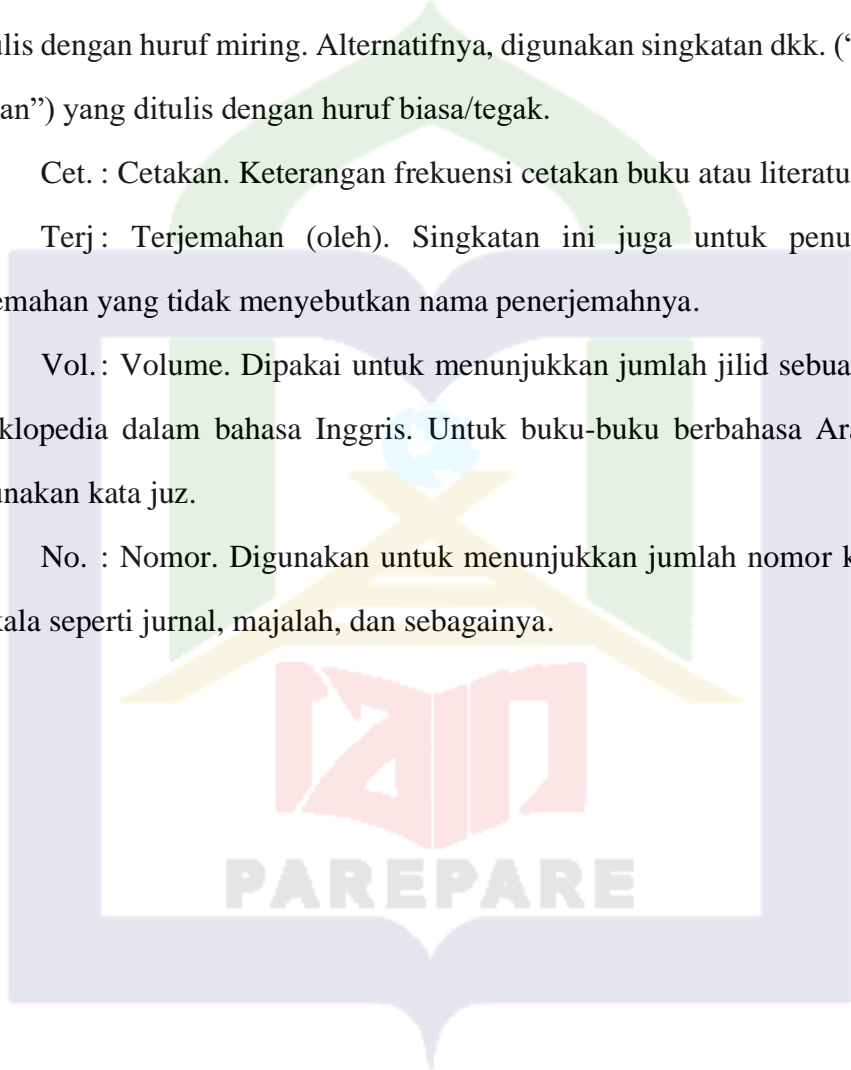 ulis dengan huruf miring. Alternatifnya, digunakan singkatan dkk. (“
an”) yang ditulis dengan huruf biasa/tegak.
Cet. : Cetakan. Keterangan frekuensi cetakan buku atau literatu
Terj : Terjemahan (oleh). Singkatan ini juga untuk penu
emahan yang tidak menyebutkan nama penerjemahnya.
Vol. : Volume. Dipakai untuk menunjukkan jumlah jilid sebua
klopedia dalam bahasa Inggris. Untuk buku-buku berbahasa Ara
unakan kata juz.
No. : Nomor. Digunakan untuk menunjukkan jumlah nomor k
kala seperti jurnal, majalah, dan sebagainya.
iain
PAREPARE